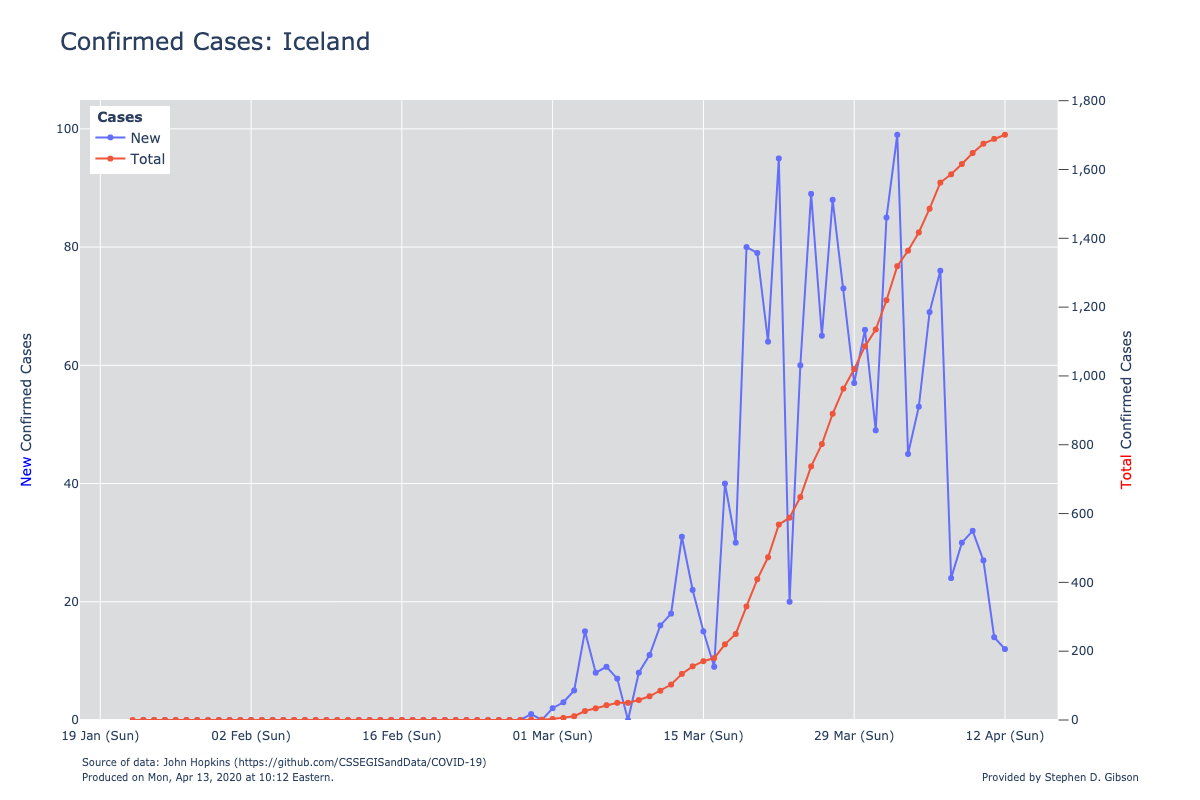 Confirmed Cases: Iceland
Cases
New
Total
100
80
60
40
20
0
New Confirmed Cases
1,800
1,600
1,400
1,200
1,000
800
600
400
200
0
Total Confirmed Cases
19 Jan (Sun)
02 Feb (Sun)
16 Feb (Sun)
01 Mar (Sun)
15 Mar (Sun)
29 Mar (Sun)
12 Apr (Sun)
Source of data: John Hopkins (https://github.com/CSSEGISandData/COVID-19)
Produced on Mon, Apr 13, 2020 at 10:12 Eastern.
Provided by Stephen D. Gibson